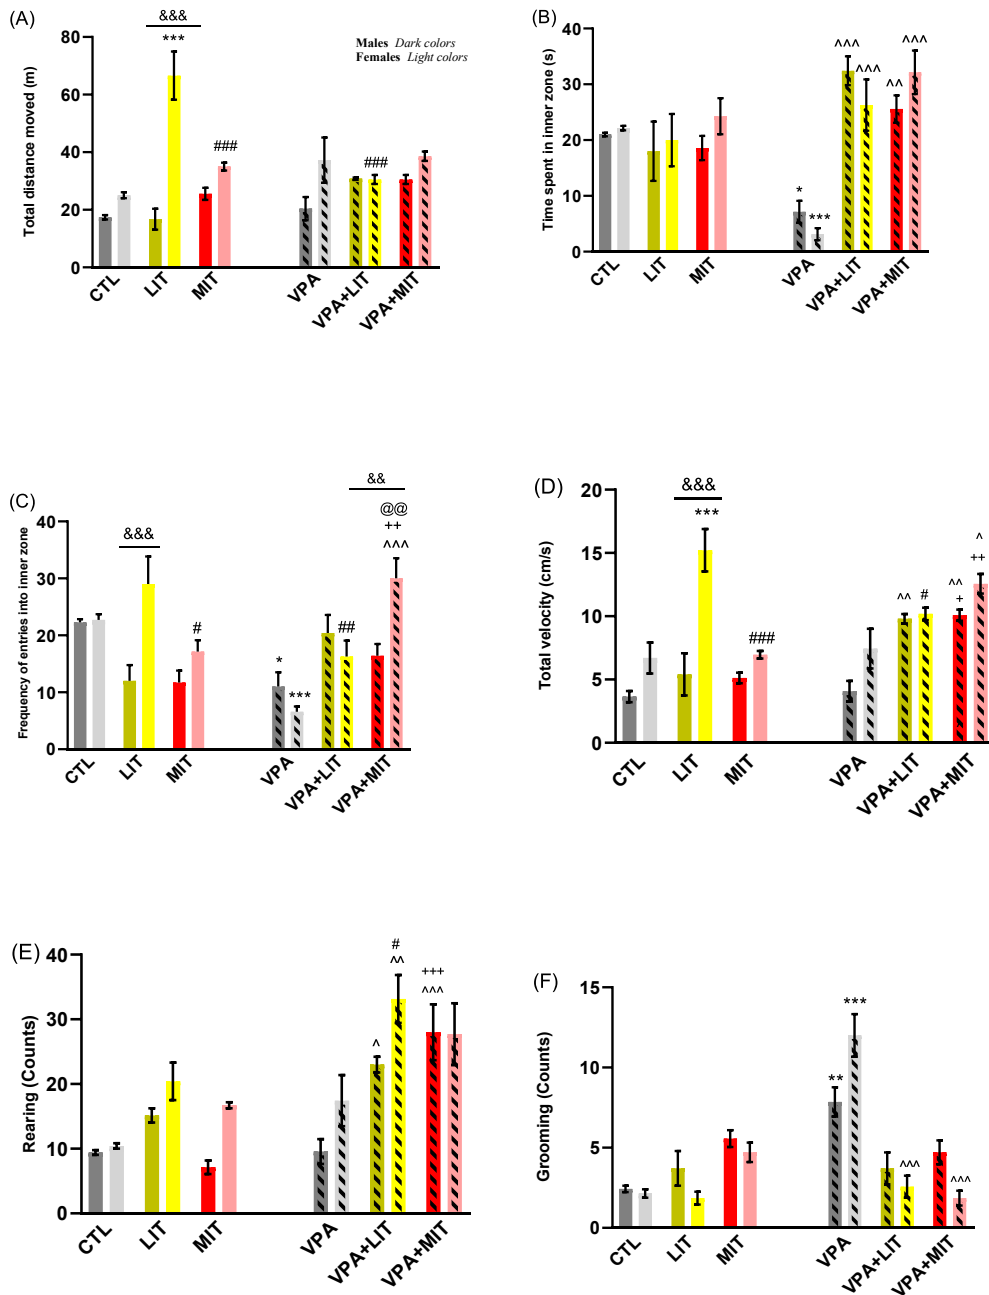 (A)
&&&
***
Males Dark colors
Females Light colors
###
###
Total distance moved (m)
80
60
40
20
0
CTL
LIT
MIT
VPA
VPA+LIT
VPA+MIT
(B)
^^^
^^^
^^^
^^
*
***
Time spent in inner zone (s)
40
30
20
10
0
CTL
LIT
MIT
VPA
VPA+LIT
VPA+MIT
(C)
&&
@@
++
^^^
&&&
#
##
*
***
Frequency of entries into inner zone
40
30
20
10
0
CTL
LIT
MIT
VPA
VPA+LIT
VPA+MIT
(D)
&&&
***
^
++
^^
+
^^
#
###
Total velocity (cm/s)
20
15
10
5
0
CTL
LIT
MIT
VPA
VPA+LIT
VPA+MIT
(E)
#
^^
+++
^^^
^
Rearing (Counts)
40
30
20
10
0
CTL
LIT
MIT
VPA
VPA+LIT
VPA+MIT
(F)
***
**
^^^
^^^
Grooming (Counts)
15
10
5
0
CTL
LIT
MIT
VPA
VPA+LIT
VPA+MIT